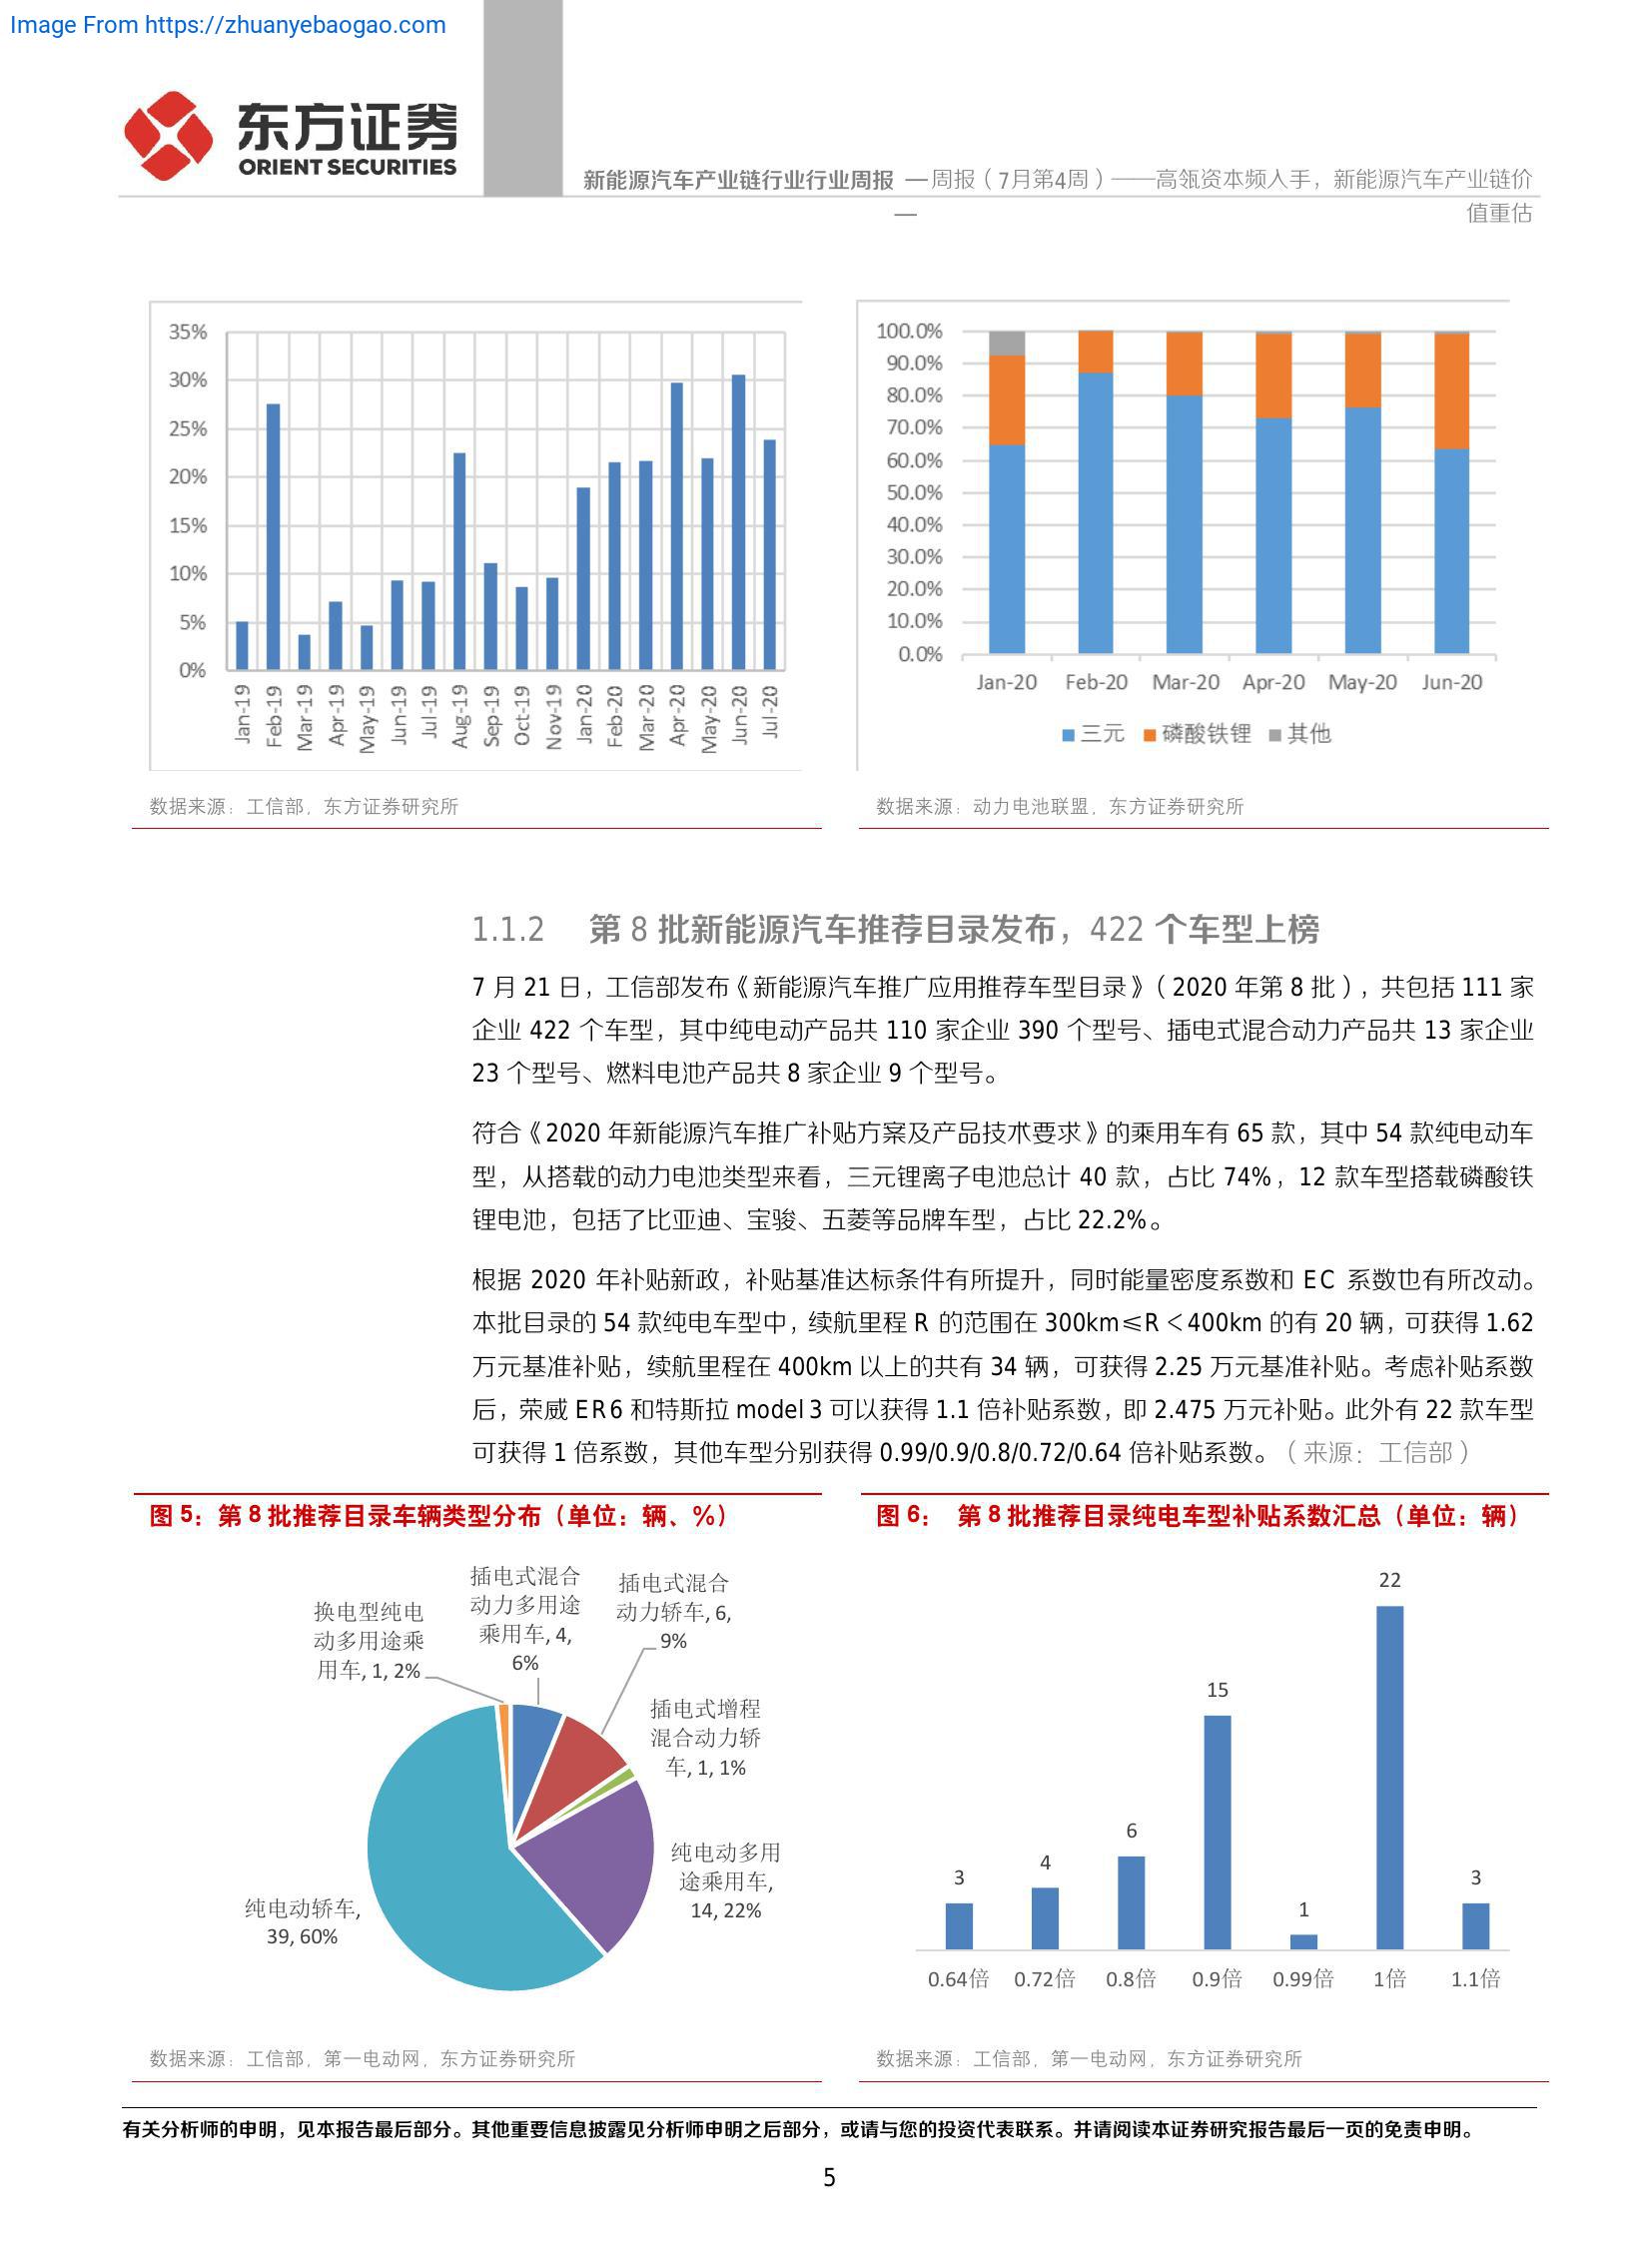 Image From https://zhuanyebaogao.com
东方证券
ORIENT SECURITIES
新能源汽车产业链行业行业周报 —周报（7月第4周）——高瓴资本频入手，新能源汽车产业链价
—
值重估
35%
30%
25%
20%
15%
10%
5%
0%
Jan-19 Feb-19 Mar-19 Apr-19 May-19 Jun-19 Jul-19 Aug-19 Sep-19 Oct-19 Nov-19 Jan-20 Feb-20 Mar-20 Apr-20 May-20 Jun-20 Jul-20
数据来源：工信部，东方证券研究所
100.0%
90.0%
80.0%
70.0%
60.0%
50.0%
40.0%
30.0%
20.0%
10.0%
0.0%
Jan-20 Feb-20 Mar-20 Apr-20 May-20 Jun-20
三元 磷酸铁锂 其他
数据来源：动力电池联盟，东方证券研究所
1.1.2 第 8 批新能源汽车推荐目录发布，422 个车型上榜
7 月 21 日，工信部发布《新能源汽车推广应用推荐车型目录》（2020 年第 8 批），共包括 111 家
企业 422 个车型，其中纯电动产品共 110 家企业 390 个型号、插电式混合动力产品共 13 家企业
23 个型号、燃料电池产品共 8 家企业 9 个型号。
符合《2020 年新能源汽车推广补贴方案及产品技术要求》的乘用车有 65 款，其中 54 款纯电动车
型，从搭载的动力电池类型来看，三元锂离子电池总计 40 款，占比 74%，12 款车型搭载磷酸铁
锂电池，包括了比亚迪、宝骏、五菱等品牌车型，占比 22.2%。
根据 2020 年补贴新政，补贴基准达标条件有所提升，同时能量密度系数和 EC 系数也有所改动。
本批目录的 54 款纯电车型中，续航里程 R 的范围在 300km≤R＜400km 的有 20 辆，可获得 1.62
万元基准补贴，续航里程在 400km 以上的共有 34 辆，可获得 2.25 万元基准补贴。考虑补贴系数
后，荣威 ER6 和特斯拉 model 3 可以获得 1.1 倍补贴系数，即 2.475 万元补贴。此外有 22 款车型
可获得 1 倍系数，其他车型分别获得 0.99/0.9/0.8/0.72/0.64 倍补贴系数。（来源：工信部）
图 5：第 8 批推荐目录车辆类型分布（单位：辆、%）
换电型纯电
动多用途乘
用车, 1, 2%
插电式混合
动力多用途
乘用车, 4,
6%
插电式混合
动力轿车, 6,
9%
插电式增程
混合动力轿
车, 1, 1%
纯电动多用
途乘用车,
14, 22%
纯电动轿车,
39, 60%
数据来源：工信部，第一电动网，东方证券研究所
图 6： 第 8 批推荐目录纯电车型补贴系数汇总（单位：辆）
3 4 6 15 1 22 3
0.64倍 0.72倍 0.8倍 0.9倍 0.99倍 1倍 1.1倍
数据来源：工信部，第一电动网，东方证券研究所
有关分析师的申明，见本报告最后部分。其他重要信息披露见分析师申明之后部分，或请与您的投资代表联系。并请阅读本证券研究报告最后一页的免责申明。
5